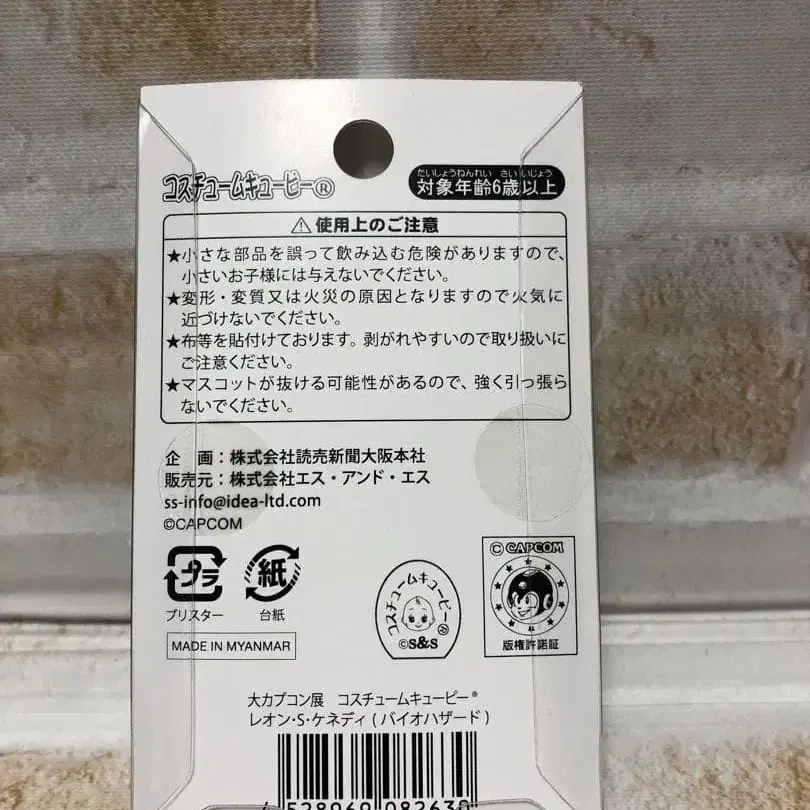 コスチュームキューピー®
たいしょうねんれい さい いじょう
対象年齢6歳以上
⚠使用上のご注意
★小さな部品を誤って飲み込む危険がありますので、
小さいお子様には与えないでください。
★変形・変質又は火災の原因となりますので火気に
近づけないでください。
★布等を貼付けております。剥がれやすいので取り扱いに
ご注意ください。
★マスコットが抜ける可能性があるので、強く引っ張ら
ないでください。
企 画：株式会社読売新聞大阪本社
販売元：株式会社エス・アンド・エス
ss-info@idea-ltd.com
©CAPCOM
プラ
ブリスター
紙
台紙
MADE IN MYANMAR
コスチュームキューピー®
©S&S
© CAPCOM
版権許諾証
大カプコン展 コスチュームキューピー®
レオン・S・ケネディ(バイオハザード)
4 528969 082630